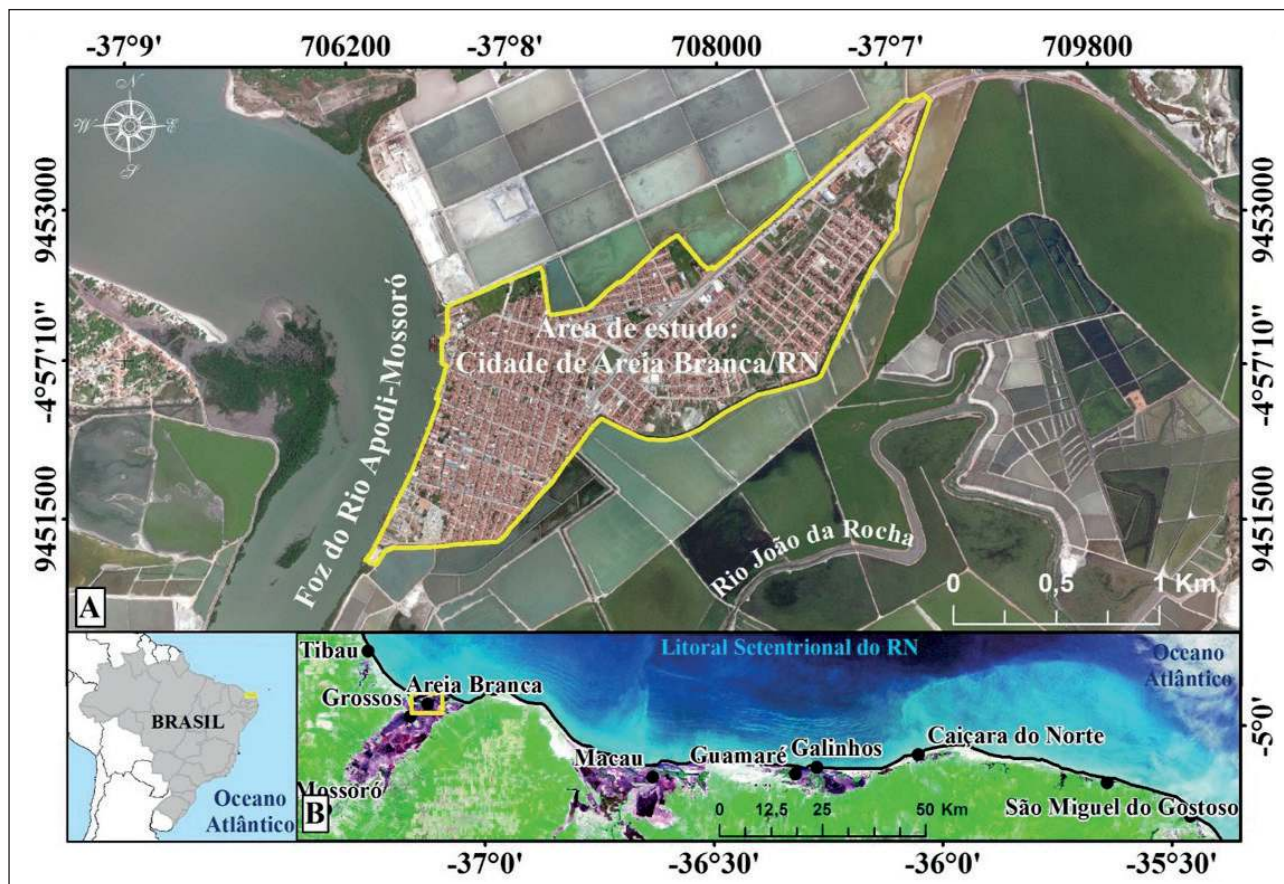 -37°9' 706200 -37°8' 708000 -37°7' 709800
N
W E
S
9453000
9453000
Foz do Rio Apodi-Mossoró
Área de estudo:
Cidade de Areia Branca/RN
-4°57'10"
-4°57'10"
9451500
9451500
Rio João da Rocha
0 0,5 1 Km
A
Tibau
Litoral Setentrional do RN
Oceano
Atlântico
Grossos
Areia Branca
BRASIL
-5°0'
Caiçara do Norte
Macau
Guamaré
Galinhos
Mossoró
Oceano
Atlântico
0 12,5 25 50 Km
São Miguel do Gostoso
B
-37°0' -36°30' -36°0' -35°30'